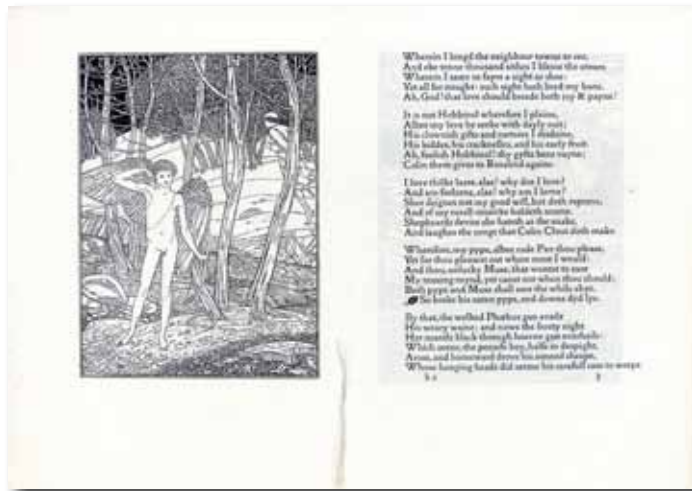 Wherein I longd the neighbour towne to see,
And eke tenne thousand sithes I blesse the stoure
Wherein I sawe so fayre a sight as shee:
Yet all for naught: such sight hath bred my bane.
Ah, God! that love should breede both joy & payne!
It is not Hobbinol wherefore I plaine,
Albee my love he seeke with dayly suit;
His clownish gifts and curtsies I disdaine,
His kiddes, his cracknelles, and his early fruit.
Ah, foolish Hobbinol! thy gyfts bene vayne;
Colin them gives to Rosalind againe.
I love thilke lasse, alas! why doe I love?
And am forlorne, alas! why am I lorne?
Shee deignes not my good will, but doth reprove,
And of my rurall musicke holdeth scorne.
Shepheards devise she hateth as the snake,
And laughes the songs that Colin Clout doth make.
Wherefore, my pype, albee rude Pan thou please,
Yet for thou pleasest not where most I would:
And thou, unlucky Muse, that wontst to ease
My musing mynd, yet canst not when thou should;
Both pype and Muse shall sore the while abye.
So broke his oaten pype, and downe dyd lye.
By that, the welked Phœbus gan availe
His weary waine; and nowe the frosty night
Her mantle black through heaven gan overhaile:
Which seene, the pensife boy, halfe in despight,
Arose, and homeward drove his sonned sheepe,
Whose hanging heads did seeme his carefull case to weepe.